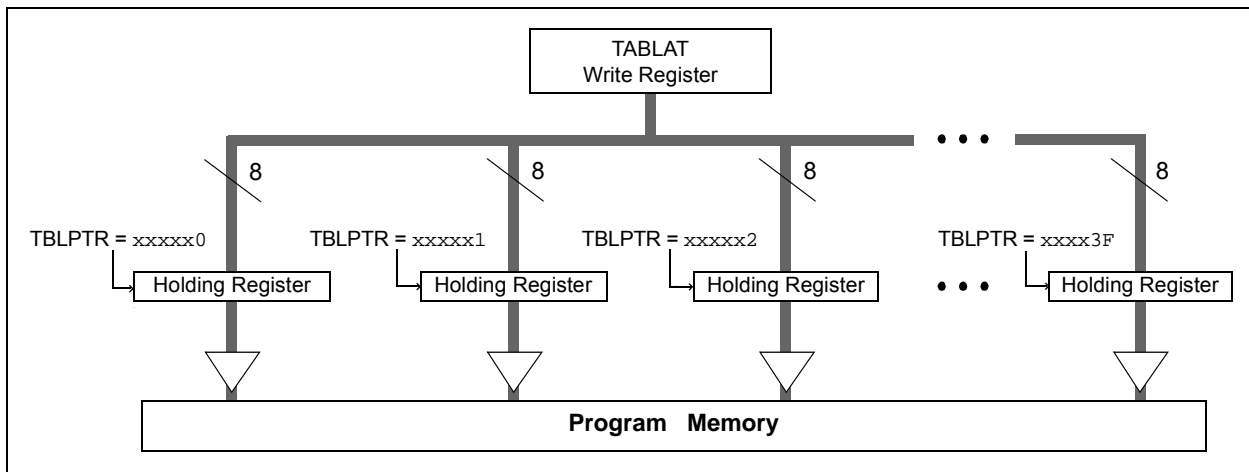 TABLAT
Write Register
• • •
8 8 8 8
TBLPTR = xxxxx0 TBLPTR = xxxxx1 TBLPTR = xxxxx2 TBLPTR = xxxx3F
Holding Register Holding Register Holding Register • • • Holding Register
Program Memory